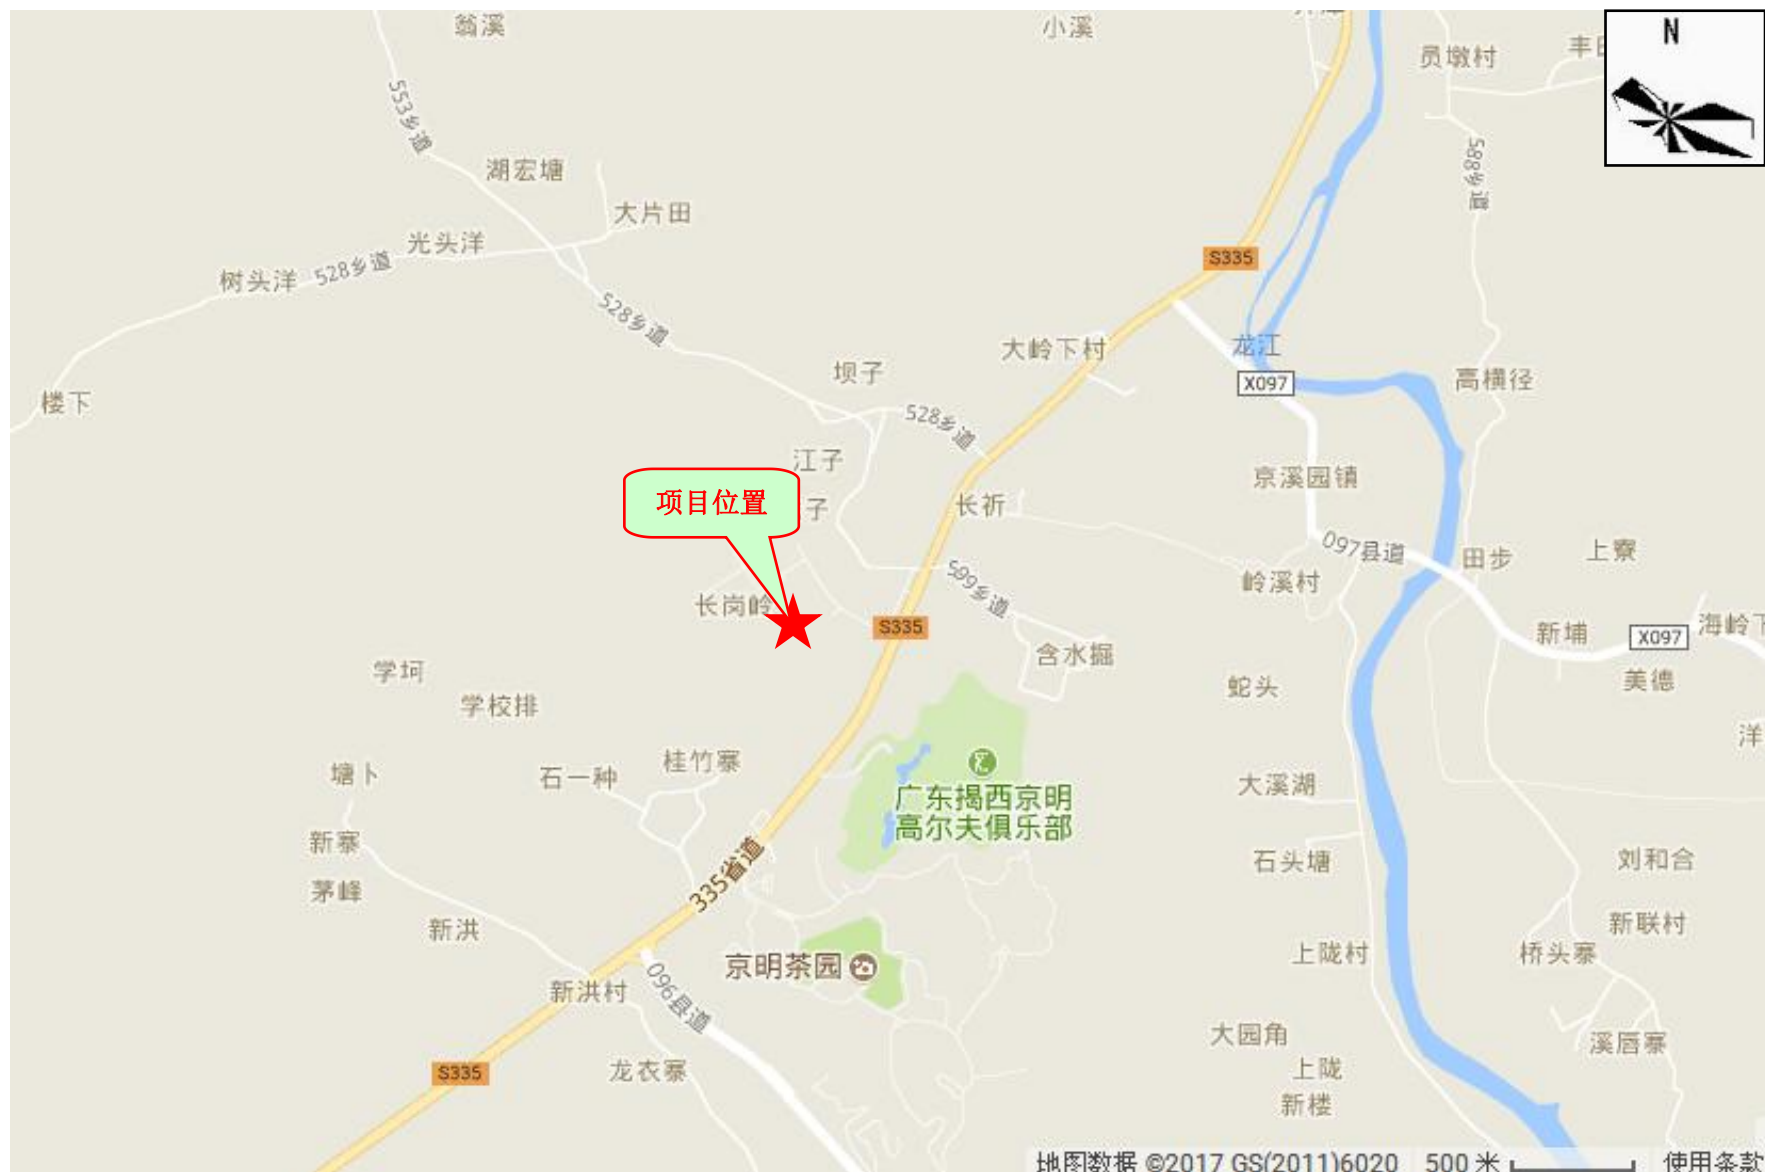 翁溪
小溪
员墩村
N
553乡道
湖宏塘
588乡道
大片田
光头洋
树头洋
528乡道
S335
528乡道
龙江
大岭下村
坝子
X097
高横径
楼下
528乡道
江子
京溪园镇
项目位置
子
长祈
097县道
上寮
田步
599乡道
岭溪村
长岗岭
S335
新埔
X097
海岭下
含水掘
学坷
美德
蛇头
学校排
洋
桂竹寨
塘卜
石一种
大溪湖
广东揭西京明
高尔夫俱乐部
新寨
335省道
石头塘
刘和合
茅峰
新洪
新联村
上陇村
桥头寨
京明茶园
新洪村
096县道
大园角
溪唇寨
S335
龙衣寨
上陇
新楼
地图数据 ©2017 GS(2011)6020 500 米 使用条款